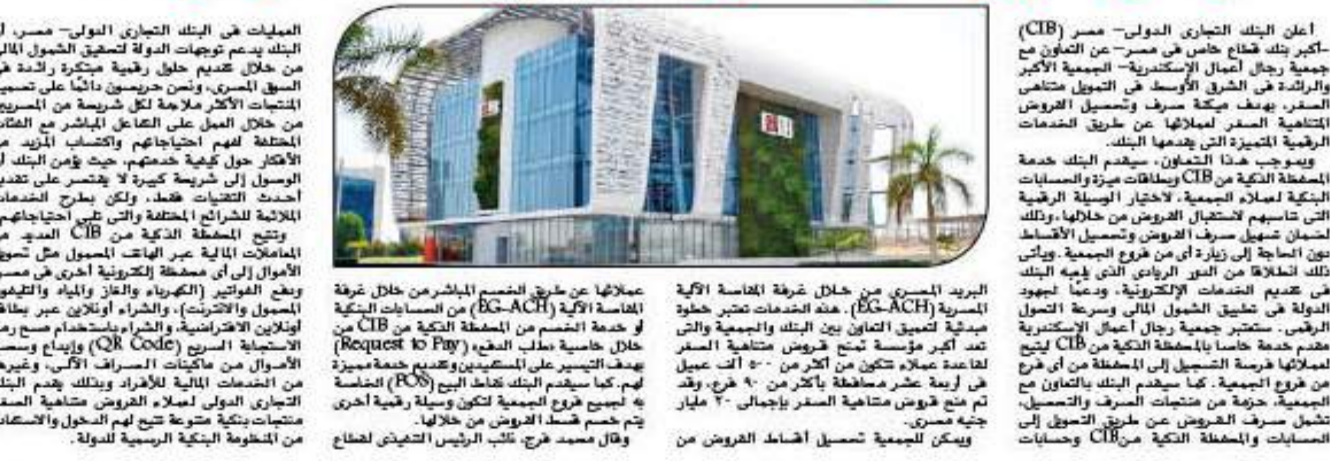 أعلن البنك التجارى الدولى– مصر (CIB)
–أكبر بنك قطاع خاص فى مصر– عن التعاون مع
جمعية رجال أعمال الإسكندرية– الجمعية الأكبر
والرائدة فى الشرق الأوسط فى التمويل متناهى
الصغر، بهدف ميكنة صرف وتحصيل القروض
المتناهية الصغر لعملائها عن طريق الخدمات
الرقمية المتميزة التى يقدمها البنك.
وبموجب هذا التعاون، سيقدم البنك خدمة
المحفظة الذكية من CIB وبطاقات ميزة والحسابات
البنكية لعملاء الجمعية، لاختيار الوسيلة الرقمية
التى تناسبهم لاستقبال القروض من خلالها، وذلك
لضمان تسهيل صرف القروض وتحصيل الأقساط
دون الحاجة إلى زيارة أى من فروع الجمعية. ويأتى
ذلك انطلاقا من الدور الريادى الذى يلعبه البنك
فى تقديم الخدمات الإلكترونية، ودعماً لجهود
الدولة فى تطبيق الشمول المالى وسرعة التحول
الرقمى. ستعتبر جمعية رجال أعمال الإسكندرية
مقدم خدمة خاصا بالمحفظة الذكية من CIB ليتيح
لعملائها فرصة التسجيل إلى المحفظة من أى فرع
من فروع الجمعية. كما سيقدم البنك بالتعاون مع
الجمعية، حزمة من منتجات الصرف والتحصيل،
تشمل صرف القروض عن طريق التحويل إلى
الحسابات والمحفظة الذكية من CIB وحسابات
البريد المصرى من خلال غرفة المقاصة الآلية
المصرية (EG-ACH). هذه الخدمات تعتبر خطوة
مبدئية لتعميق التعاون بين البنك والجمعية والتى
تعد أكبر مؤسسة تمنح قروض متناهية الصغر
لقاعدة عملاء تتكون من أكثر من ٥٠٠ ألف عميل
فى أربعة عشر محافظة بأكثر من ٩٠ فرع، وقد
تم منح قروض متناهية الصغر بإجمالى ٢٠ مليار
جنيه مصرى.
ويمكن للجمعية تحصيل أقساط القروض من
عملائها عن طريق الخصم المباشر من خلال غرفة
المقاصة الآلية (EG-ACH) من الحسابات البنكية
أو خدمة الخصم من المحفظة الذكية من CIB من
خلال خاصية «طلب الدفع» (Request to Pay)
بهدف التيسير على المستفيدين وتقديم خدمة مميزة
لهم. كما سيقدم البنك نقاط البيع (POS) الخاصة
به لجميع فروع الجمعية لتكون وسيلة رقمية أخرى
يتم خصم قسط القروض من خلالها.
وقال محمد فرج، نائب الرئيس التنفيذى لقطاع
العمليات فى البنك التجارى الدولى– مصر،
البنك يدعم توجهات الدولة لتحقيق الشمول
من خلال تقديم حلول رقمية مبتكرة رائدة
السوق المصرى، ونحن حريصون دائما على
المنتجات الأكثر ملاءمة لكل شريحة من
من خلال العمل على التفاعل المباشر مع
المختلفة لفهم احتياجاتهم واكتساب المزيد
الأفكار حول كيفية خدمتهم، حيث يؤمن البنك
الوصول إلى شريحة كبيرة لا يقتصر على
أحدث التقنيات فقط، ولكن بطرح الخدمات
الملائمة للشرائح المختلفة والتى تلبى احتياجاتهم
وتتيح المحفظة الذكية من CIB العديد
المعاملات المالية عبر الهاتف المحمول مثل
الأموال إلى أى محفظة إلكترونية أخرى فى
ودفع الفواتير (الكهرباء والغاز والمياه
المحمول والانترنت)، والشراء أونلاين عبر
أونلاين الافتراضية، والشراء باستخدام مسح
الاستجابة السريع (QR Code) وإيداع
الأموال من ماكينات الصراف الآلى،
من الخدمات المالية للأفراد وبذلك يقدم
التجارى الدولى لعملاء القروض متناهية
منتجات بنكية متنوعة تتيح لهم الدخول
من المنظومة البنكية الرسمية للدولة.